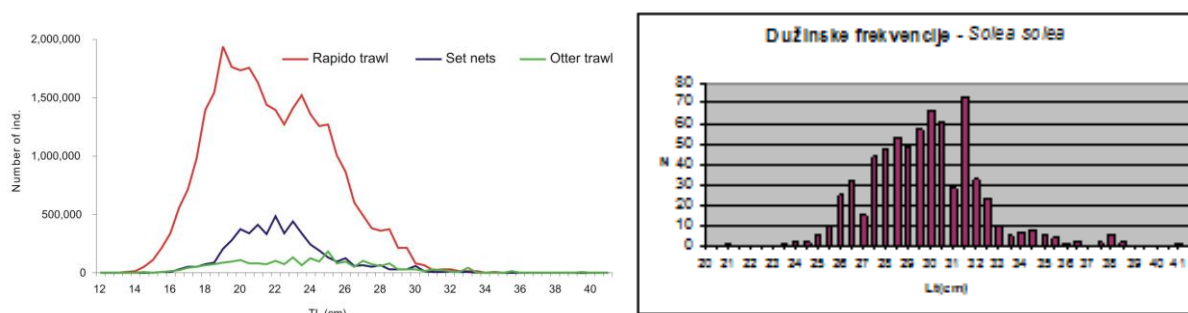 2,000,000
Rapido trawl Set nets Otter trawl
1,500,000
1,000,000
500,000
0
Number of ind.
12 14 16 18 20 22 24 26 28 30 32 34 36 38 40
TL (cm)
Dužinske frekvencije - Solea solea
80
70
60
50
40
30
20
10
0
N
20 21 22 23 24 25 26 27 28 29 30 31 32 33 34 35 36 37 38 39 40 41
Lt(cm)